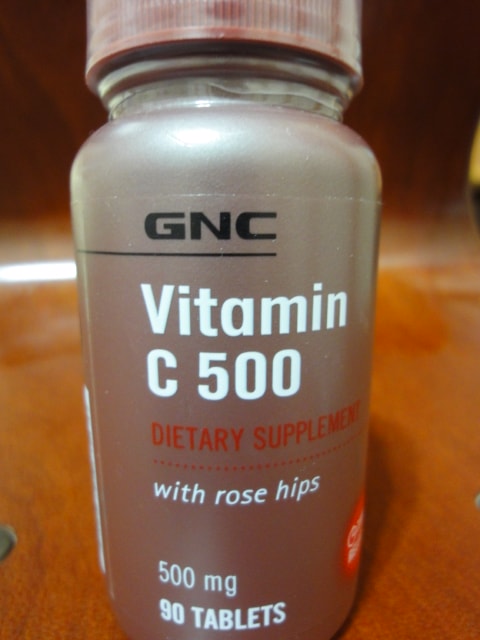 GNC
Vitamin
C 500
DIETARY SUPPLEMENT
with rose hips
500 mg
90 TABLETS